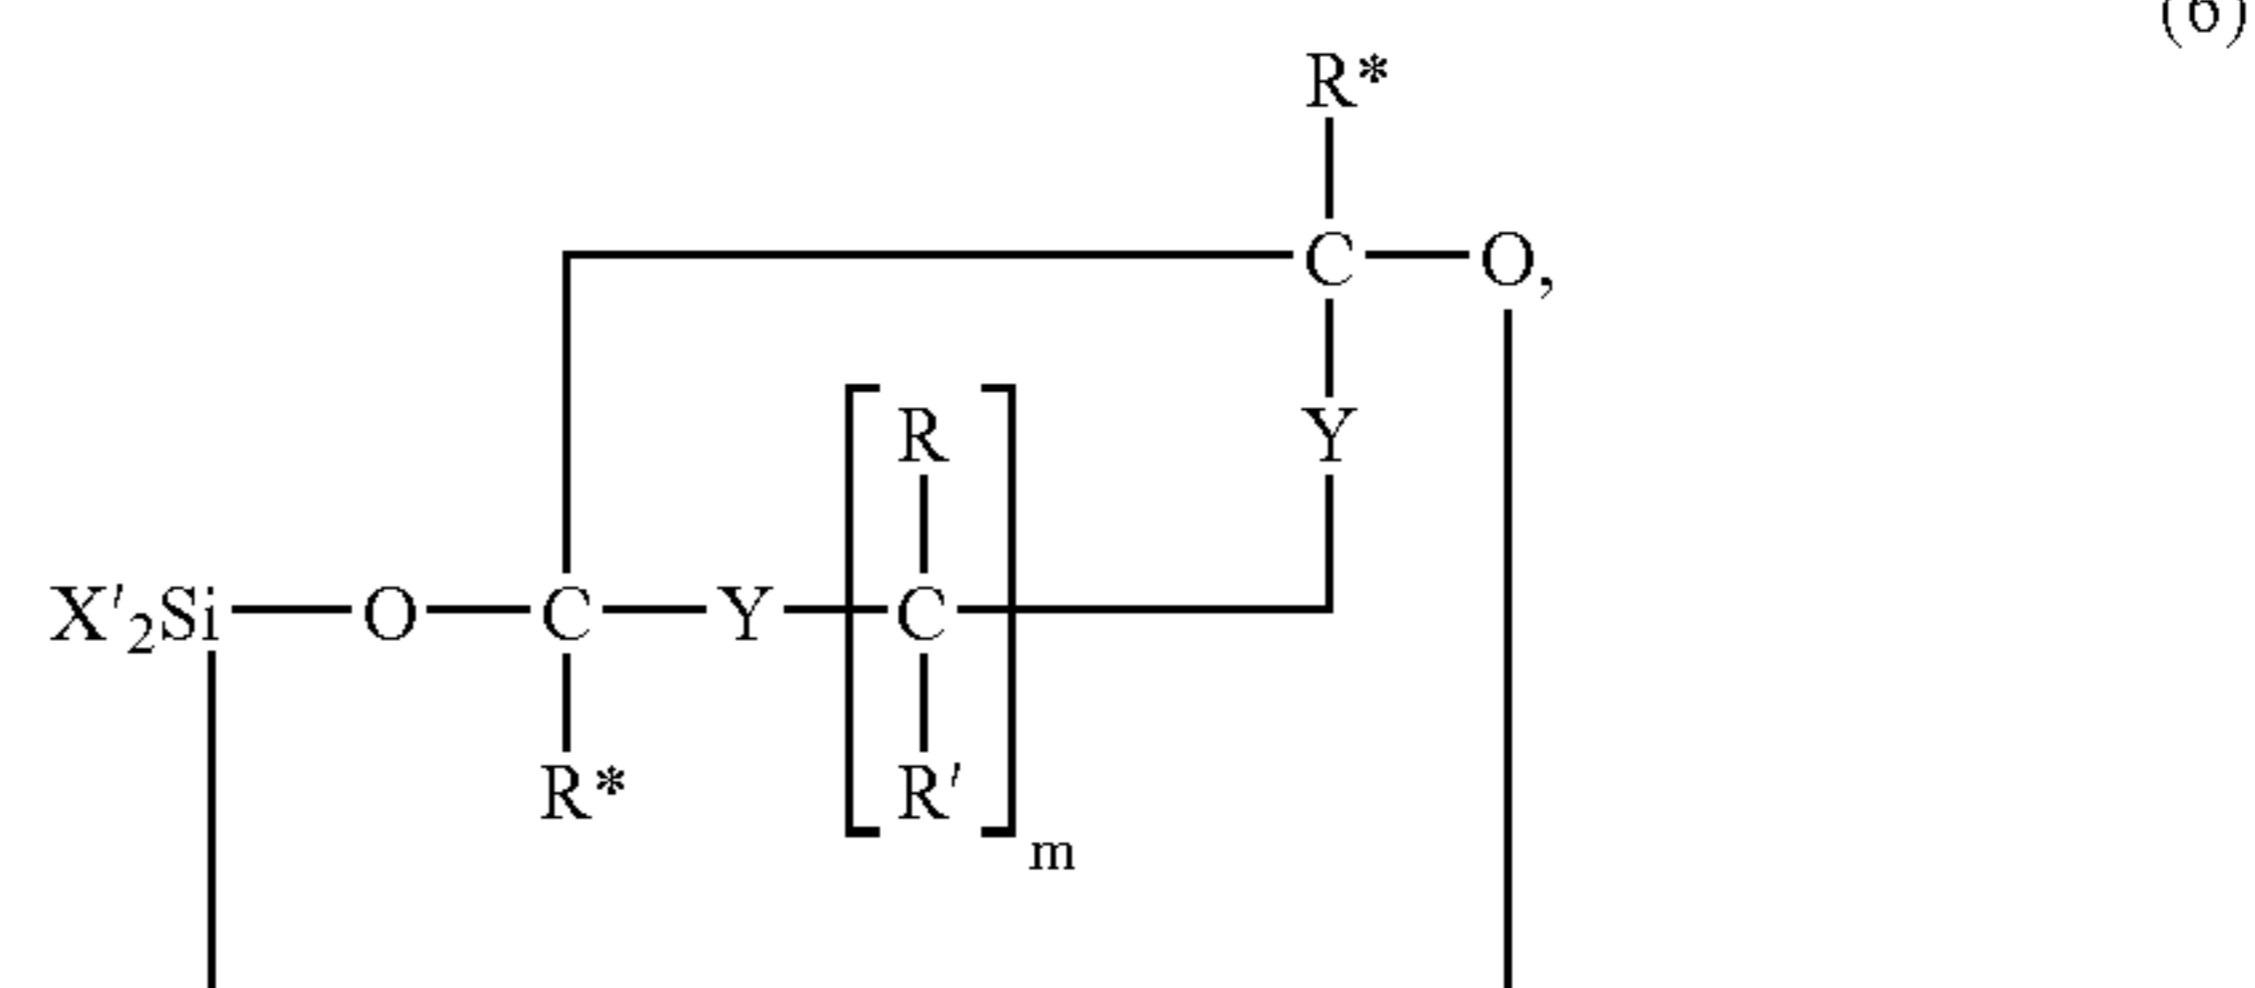 (6)
R*
C O,
R Y
X'₂Si O C Y C
R* R'
m